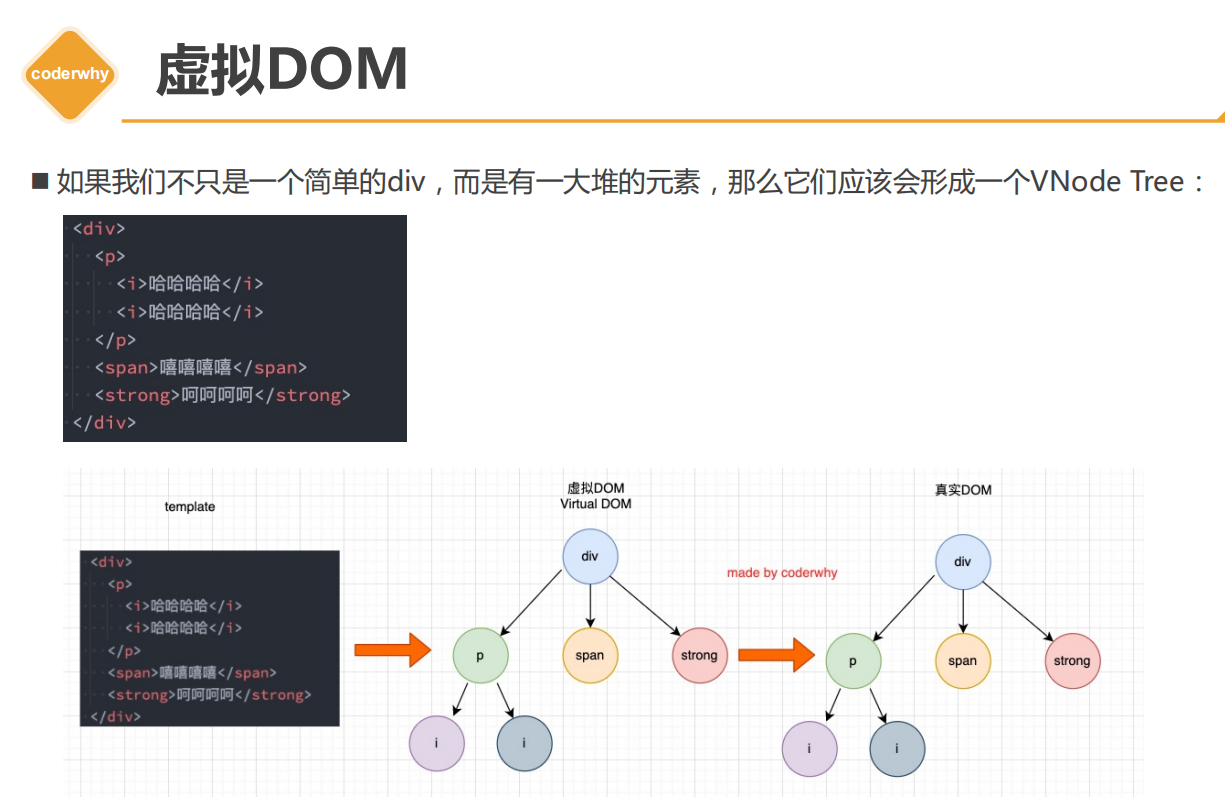 coderwhy
虚拟DOM
■ 如果我们不只是一个简单的div，而是有一大堆的元素，那么它们应该会形成一个VNode Tree：
<div>
<p>
<i>哈哈哈哈</i>
<i>哈哈哈哈</i>
</p>
<span>嘻嘻嘻嘻</span>
<strong>呵呵呵呵</strong>
</div>
template
<div>
<p>
<i>哈哈哈哈</i>
<i>哈哈哈哈</i>
</p>
<span>嘻嘻嘻嘻</span>
<strong>呵呵呵呵</strong>
</div>
虚拟DOM
Virtual DOM
div
p
span
strong
i
i
made by coderwhy
真实DOM
div
p
span
strong
i
i